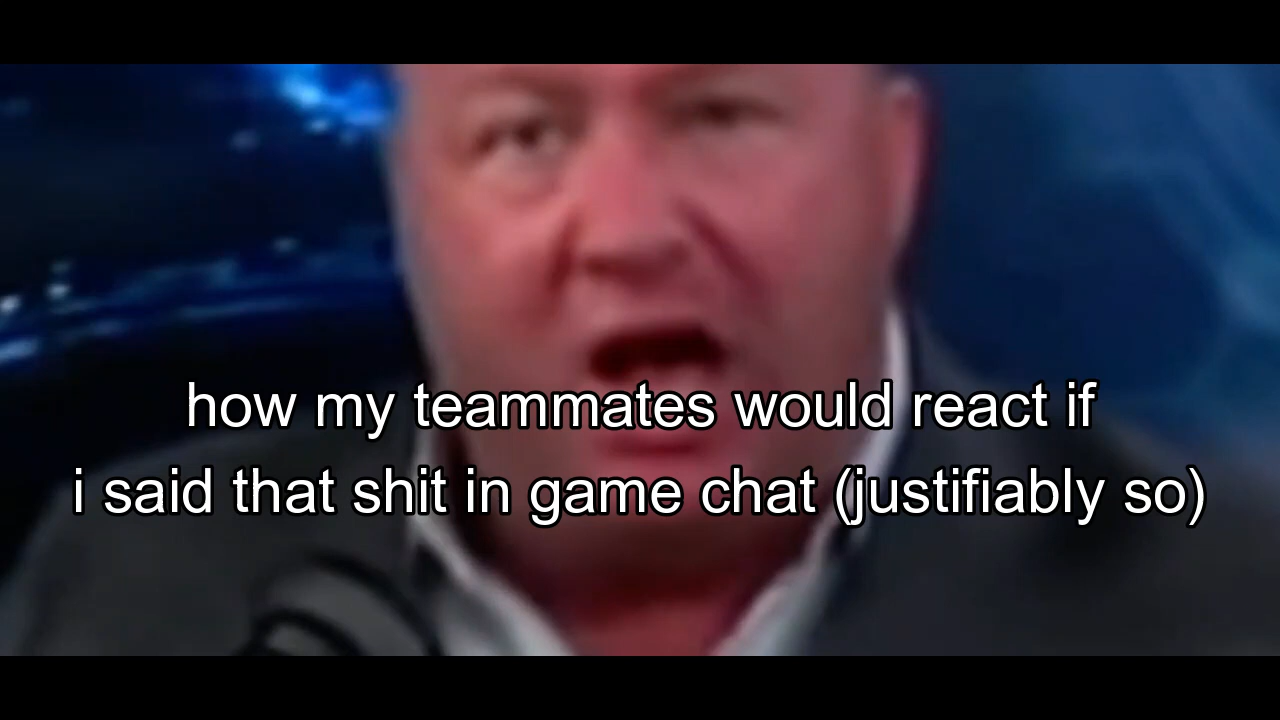 how my teammates would react if
i said that shit in game chat (justifiably so)